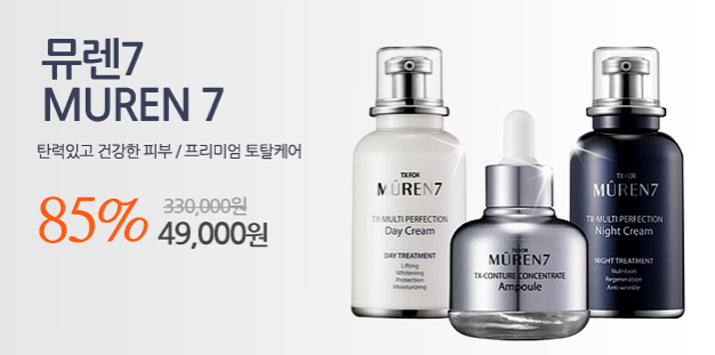 뮤렌7
MUREN 7
탄력있고 건강한 피부 / 프리미엄 토탈케어
85%
330,000원
49,000원
TX FOR
MÛREN7
TX-MULTI PERFECTION
Day Cream
DAY TREATMENT
Lifting
Whitening
Protection
Moisturizing
TX FOR
MÛREN7
TX-CONTURE CONCENTRATE
Ampoule
TX FOR
MÛREN7
TX-MULTI PERFECTION
Night Cream
NIGHT TREATMENT
Nutrition
Regeneration
Anti-wrinkle